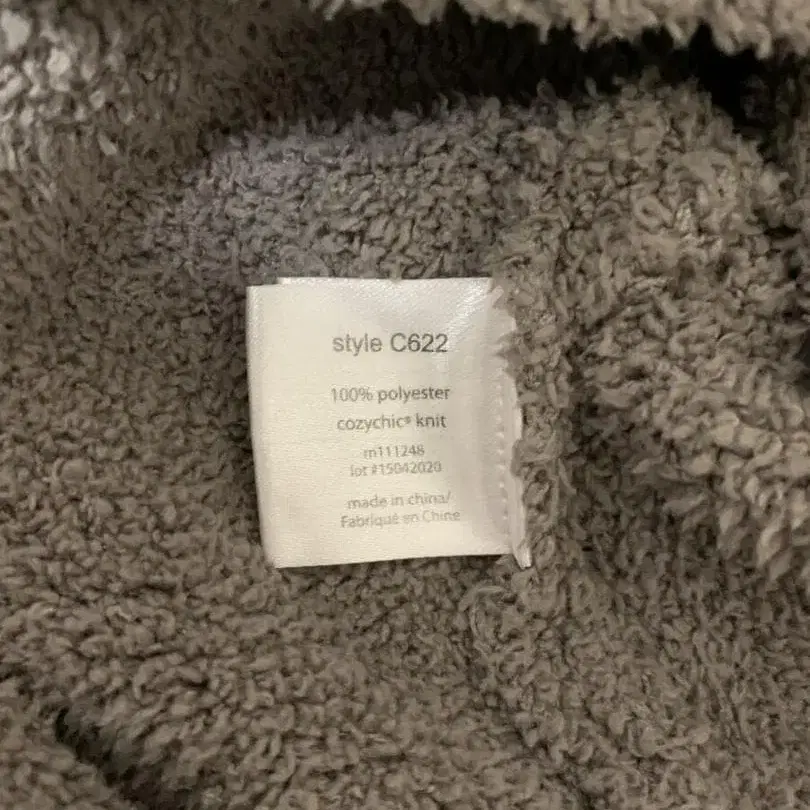 style C622
100% polyester
cozychic® knit
m111248
lot #15042020
made in china/
Fabriqué en Chine